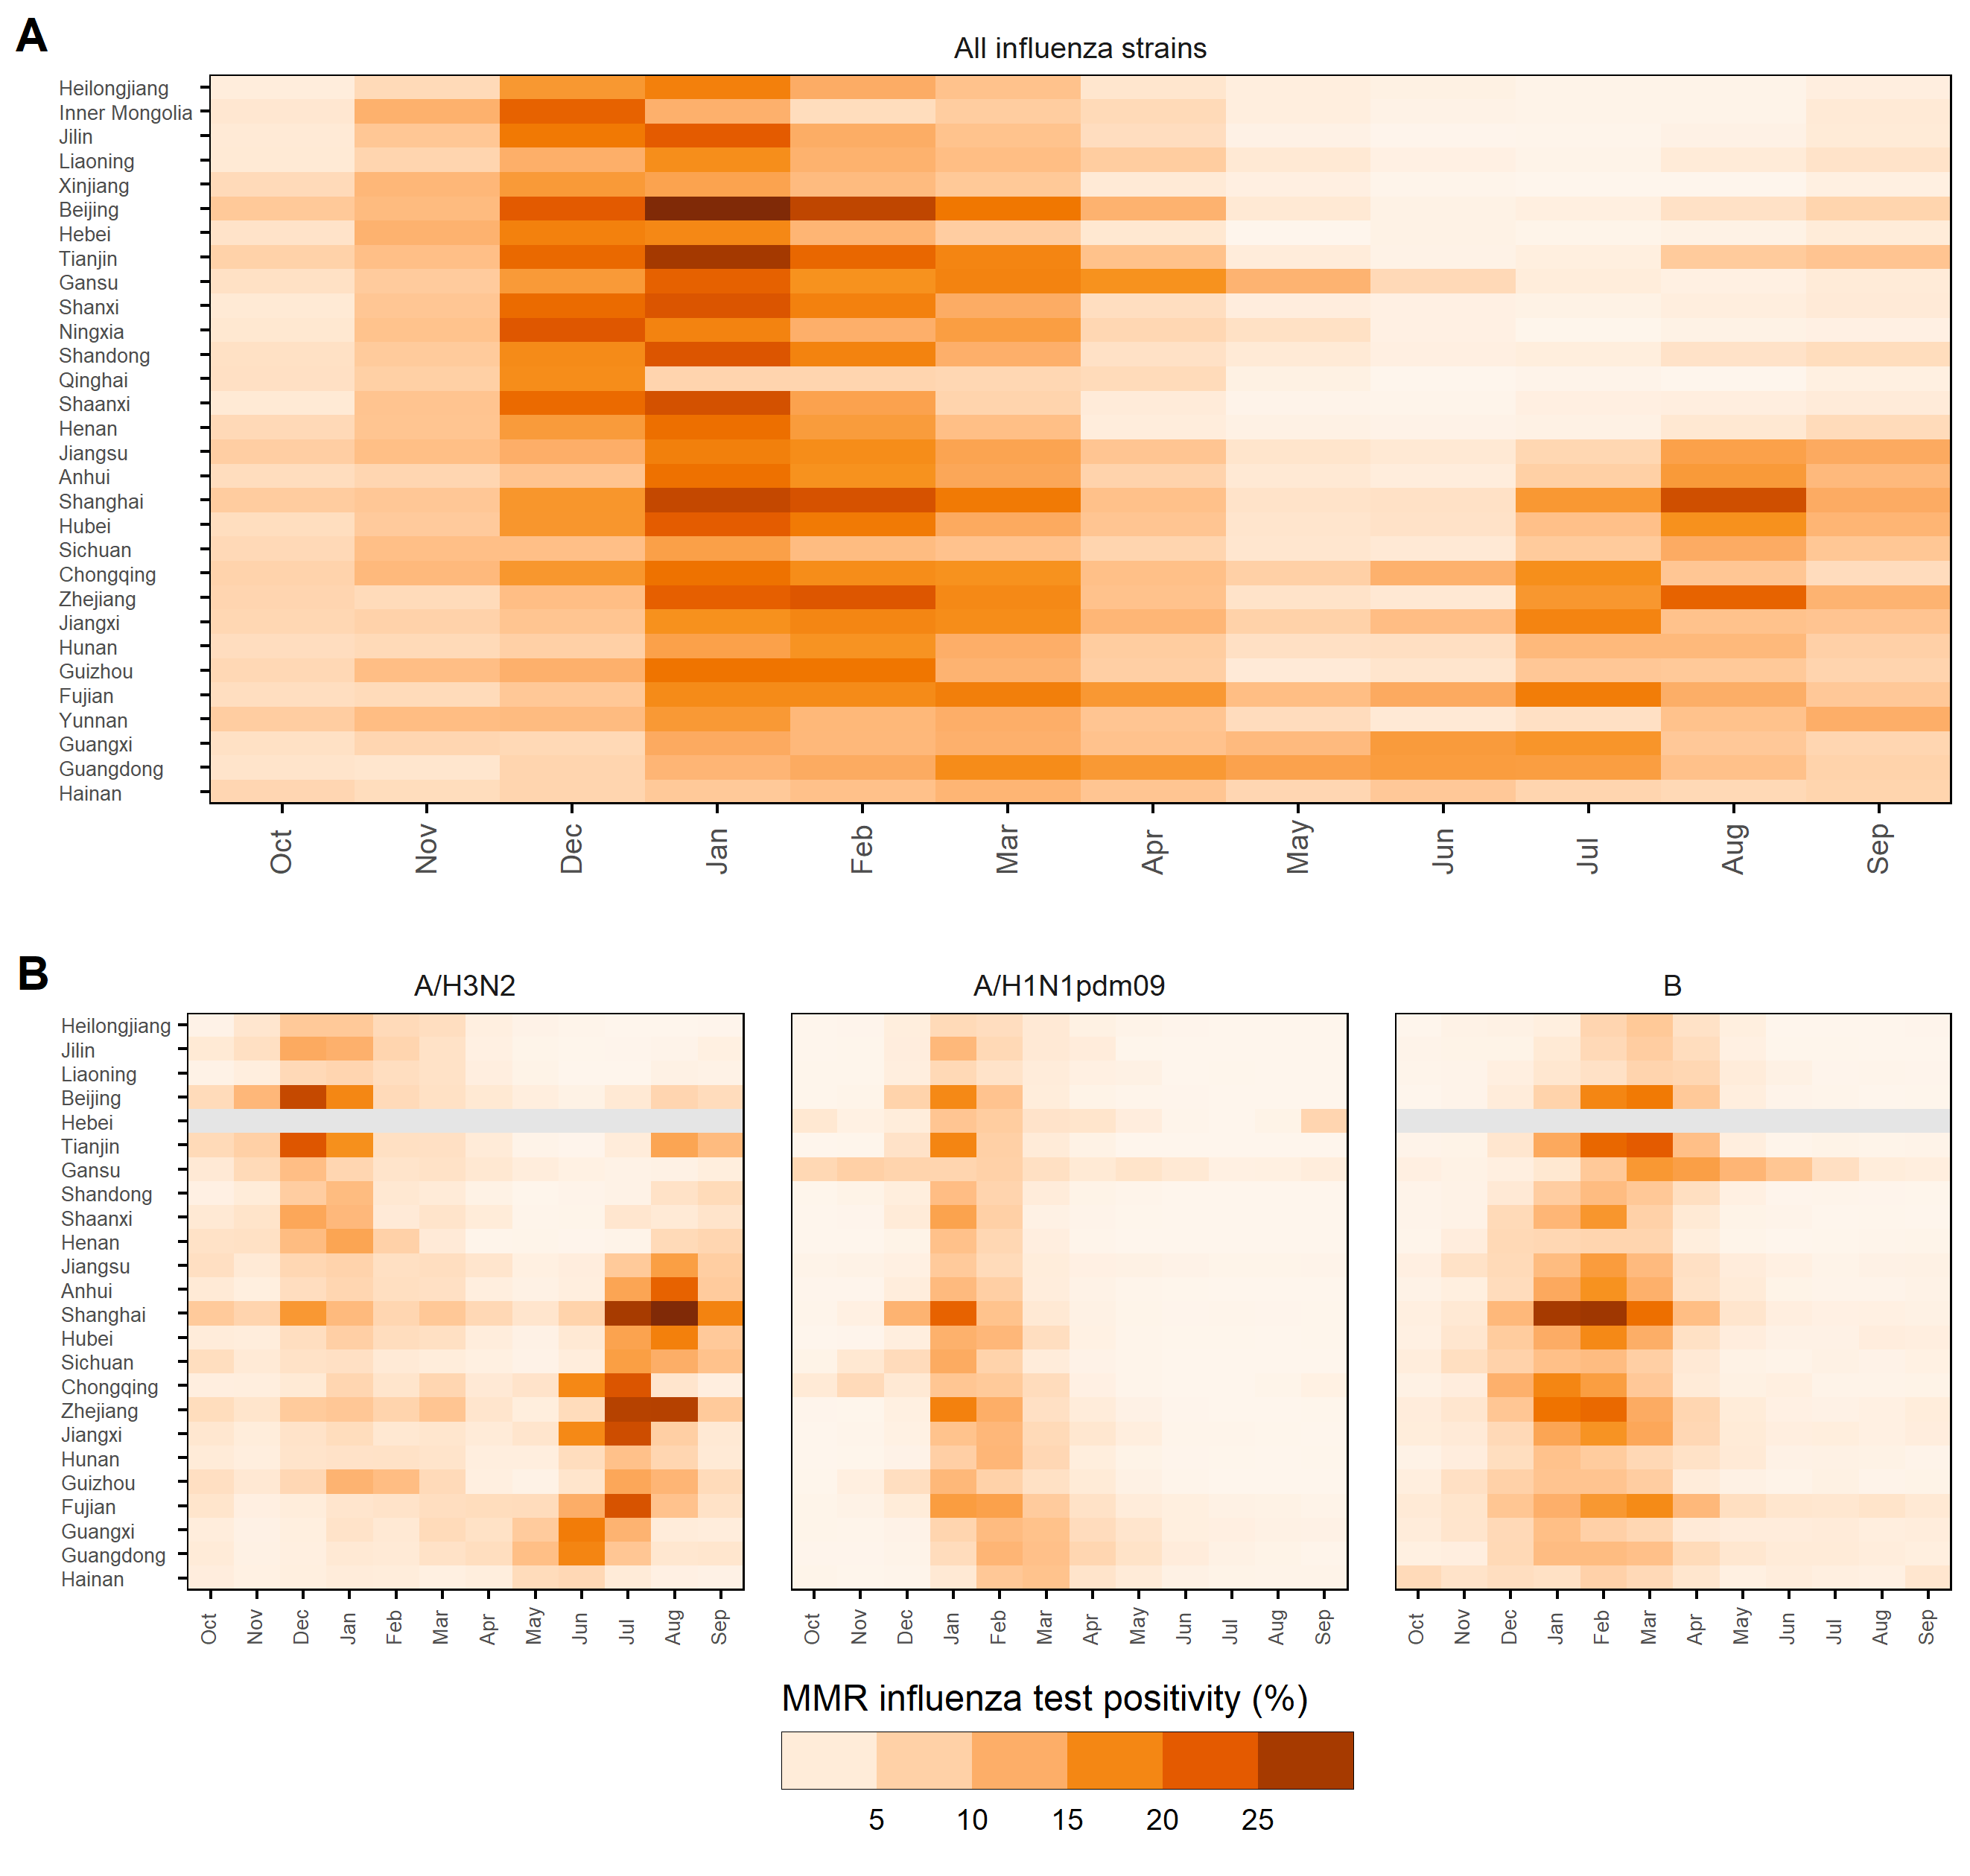 A
All influenza strains
Heilongjiang
Inner Mongolia
Jilin
Liaoning
Xinjiang
Beijing
Hebei
Tianjin
Gansu
Shanxi
Ningxia
Shandong
Qinghai
Shaanxi
Henan
Jiangsu
Anhui
Shanghai
Hubei
Sichuan
Chongqing
Zhejiang
Jiangxi
Hunan
Guizhou
Fujian
Yunnan
Guangxi
Guangdong
Hainan
Oct Nov Dec Jan Feb Mar Apr May Jun Jul Aug Sep
B
A/H3N2 A/H1N1pdm09 B
Heilongjiang
Jilin
Liaoning
Beijing
Hebei
Tianjin
Gansu
Shandong
Shaanxi
Henan
Jiangsu
Anhui
Shanghai
Hubei
Sichuan
Chongqing
Zhejiang
Jiangxi
Hunan
Guizhou
Fujian
Guangxi
Guangdong
Hainan
Oct Nov Dec Jan Feb Mar Apr May Jun Jul Aug Sep Oct Nov Dec Jan Feb Mar Apr May Jun Jul Aug Sep Oct Nov Dec Jan Feb Mar Apr May Jun Jul Aug Sep
MMR influenza test positivity (%)
5 10 15 20 25